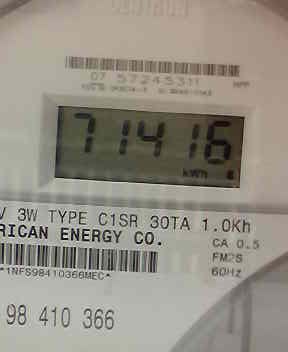 CENTRON
07 57245311
71416
kWh
V 3W TYPE C1SR 30TA 1.0Kh
RICAN ENERGY CO.
CA 0.5
FM2S
60Hz
*1NFS98410366MEC*
98 410 366